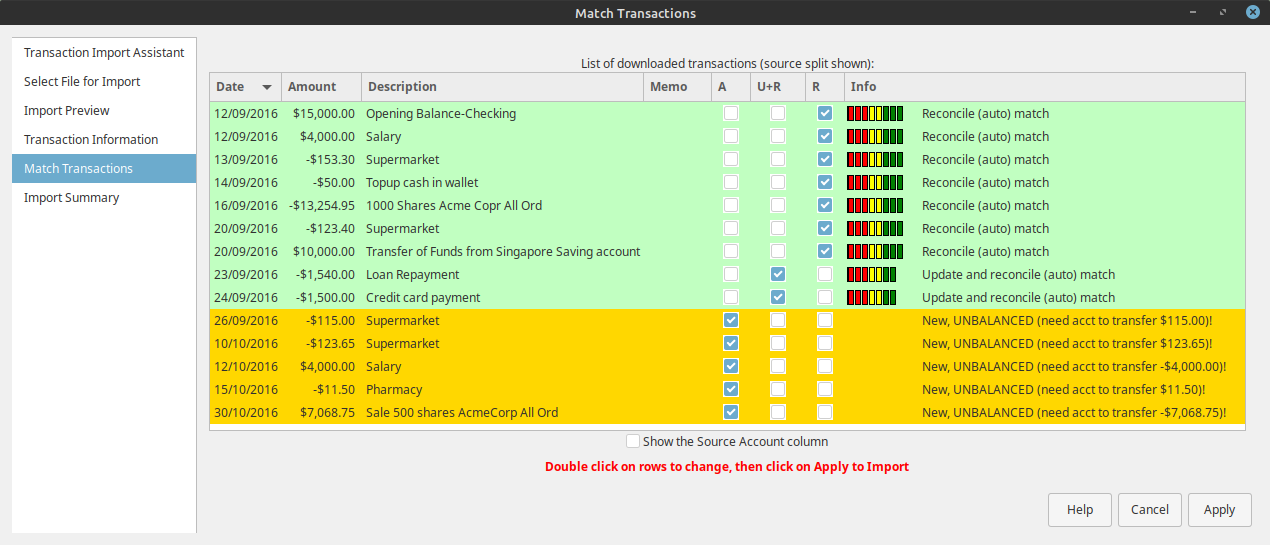 Match Transactions
Transaction Import Assistant
Select File for Import
Import Preview
Transaction Information
Match Transactions
Import Summary
List of downloaded transactions (source split shown):
Date Amount Description Memo A U+R R Info
12/09/2016 $15,000.00 Opening Balance-Checking Reconcile (auto) match
12/09/2016 $4,000.00 Salary Reconcile (auto) match
13/09/2016 -$153.30 Supermarket Reconcile (auto) match
14/09/2016 -$50.00 Topup cash in wallet Reconcile (auto) match
16/09/2016 -$13,254.95 1000 Shares Acme Copr All Ord Reconcile (auto) match
20/09/2016 -$123.40 Supermarket Reconcile (auto) match
20/09/2016 $10,000.00 Transfer of Funds from Singapore Saving account Reconcile (auto) match
23/09/2016 -$1,540.00 Loan Repayment Update and reconcile (auto) match
24/09/2016 -$1,500.00 Credit card payment Update and reconcile (auto) match
26/09/2016 -$115.00 Supermarket New, UNBALANCED (need acct to transfer $115.00)!
10/10/2016 -$123.65 Supermarket New, UNBALANCED (need acct to transfer $123.65)!
12/10/2016 $4,000.00 Salary New, UNBALANCED (need acct to transfer -$4,000.00)!
15/10/2016 -$11.50 Pharmacy New, UNBALANCED (need acct to transfer $11.50)!
30/10/2016 $7,068.75 Sale 500 shares AcmeCorp All Ord New, UNBALANCED (need acct to transfer -$7,068.75)!
Show the Source Account column
Double click on rows to change, then click on Apply to Import
Help Cancel Apply